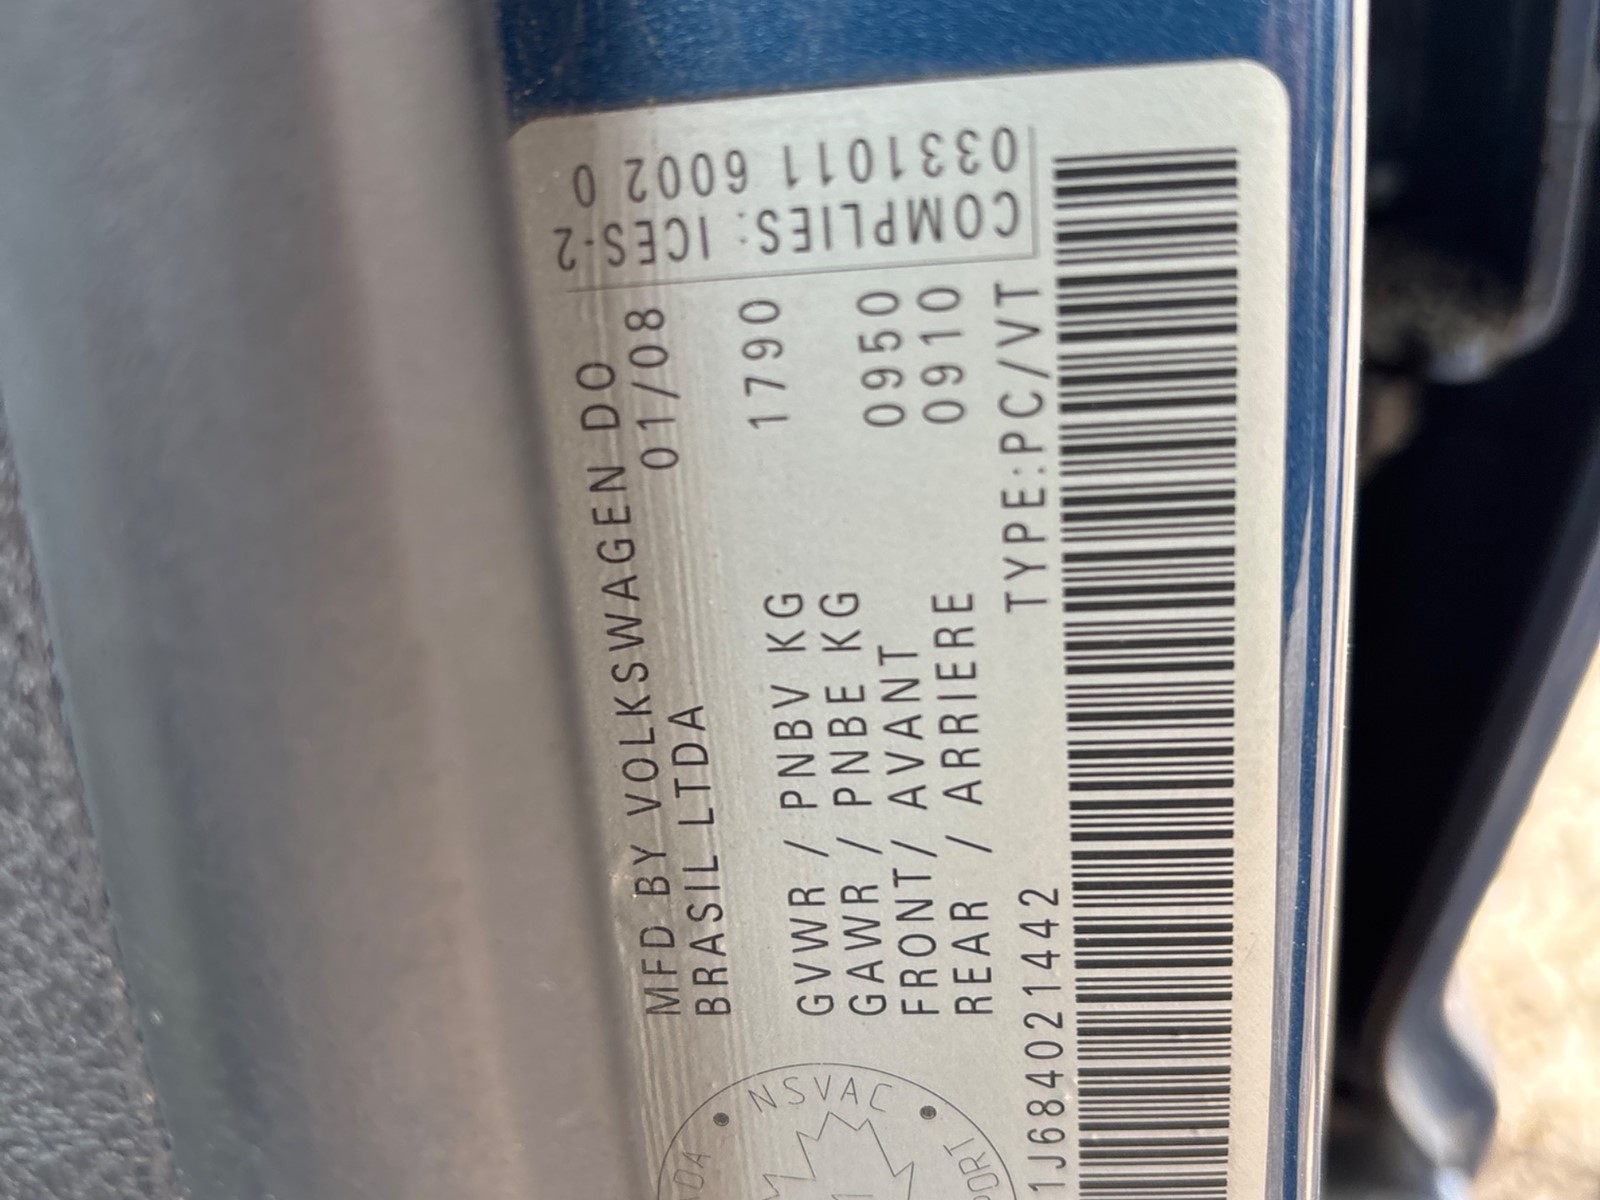 MFD BY VOLKSWAGEN DO
BRASIL LTDA 01/08
GVWR / PNBV KG 1790
GAWR / PNBE KG
FRONT/ AVANT 0950
REAR / ARRIERE 0910
TYPE:PC/VT
1J684021442
NSVAC
COMPLIES: ICES-2
031011 6002 0